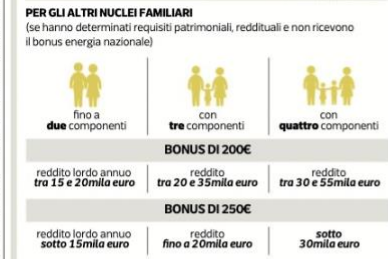 PER GLI ALTRI NUCLEI FAMILIARI
(se hanno determinati requisiti patrimoniali, reddituali e non ricevono
il bonus energia nazionale)
fino a
due componenti
con
tre componenti
con
quattro componenti
BONUS DI 200€
reddito lordo annuo
tra 15 e 20mila euro
reddito
tra 20 e 35mila euro
reddito
tra 30 e 55mila euro
BONUS DI 250€
reddito lordo annuo
sotto 15mila euro
reddito
fino a 20mila euro
sotto
30mila euro